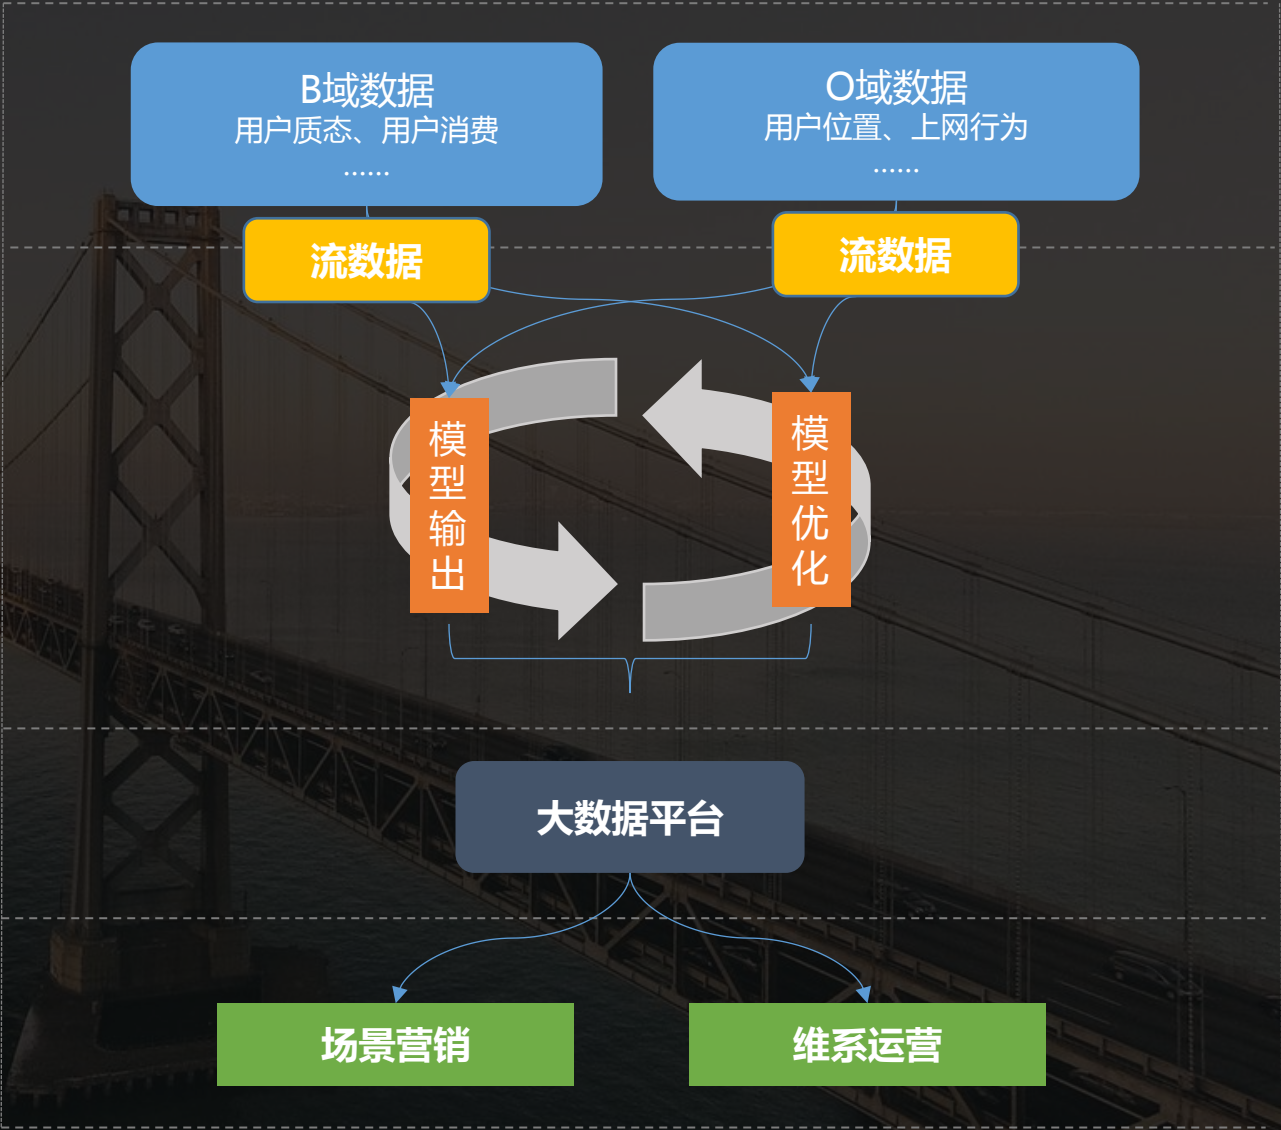 B域数据
用户质态、用户消费
……
O域数据
用户位置、上网行为
……
流数据
流数据
模型输出
模型优化
大数据平台
场景营销
维系运营